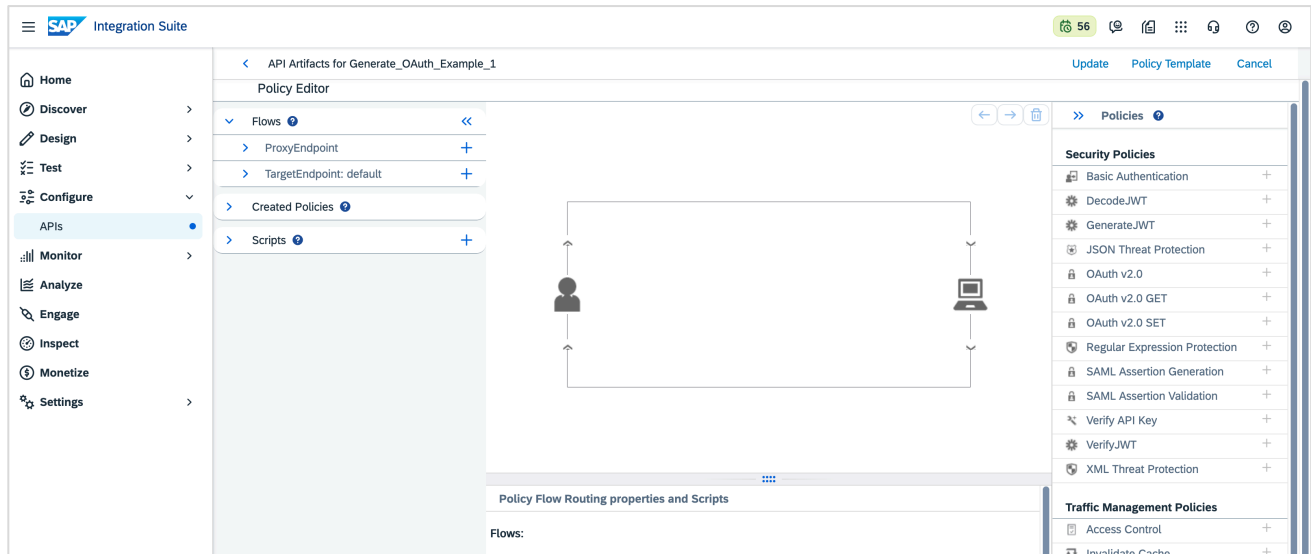 SAP Integration Suite
56
API Artifacts for Generate_OAuth_Example_1
Update Policy Template Cancel
Policy Editor
Home
Discover
Design
Test
Configure
APIs
Monitor
Analyze
Engage
Inspect
Monetize
Settings
Flows
ProxyEndpoint
TargetEndpoint: default
Created Policies
Scripts
Policy Flow Routing properties and Scripts
Flows:
Policies
Security Policies
Basic Authentication
DecodeJWT
GenerateJWT
JSON Threat Protection
OAuth v2.0
OAuth v2.0 GET
OAuth v2.0 SET
Regular Expression Protection
SAML Assertion Generation
SAML Assertion Validation
Verify API Key
VerifyJWT
XML Threat Protection
Traffic Management Policies
Access Control
Invalidate Cache